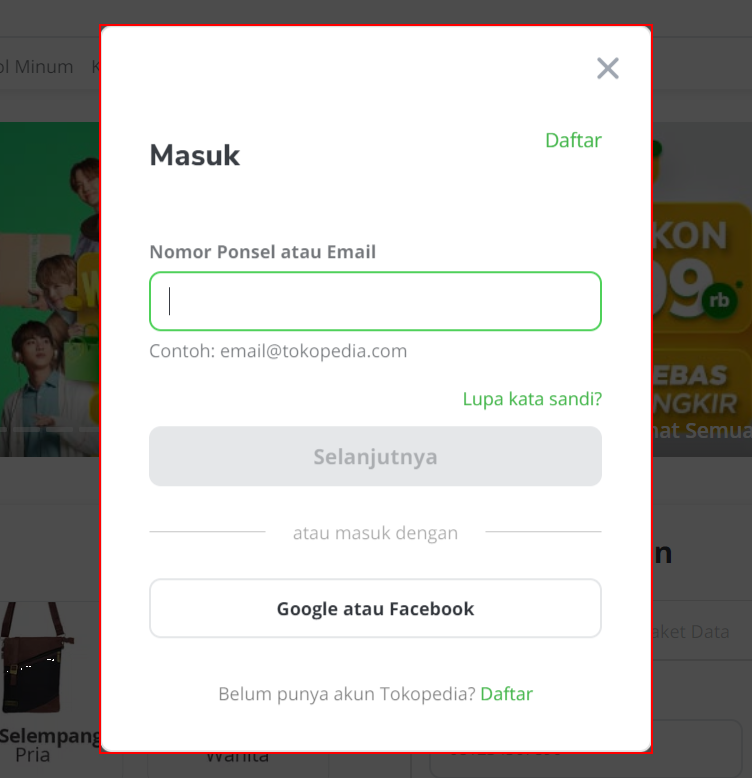 ol Minum K
Daftar
Masuk
KON
99
rb
Nomor Ponsel atau Email
Contoh: email@tokopedia.com
EBAS
Lupa kata sandi?
NGKIR
hat Semua
Selanjutnya
atau masuk dengan
n
Google atau Facebook
aket Data
Belum punya akun Tokopedia? Daftar
Selempang
Pria
Wanita